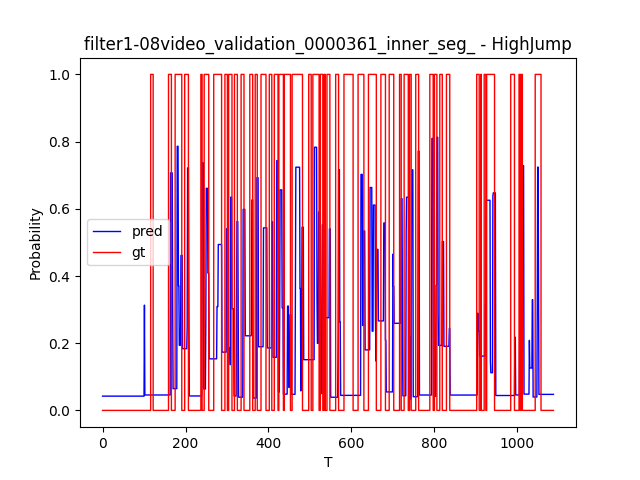 filter1-08video_validation_0000361_inner_seg_ - HighJump
1.0
0.8
0.6
0.4
0.2
0.0
Probability
pred
gt
0 200 400 600 800 1000
T